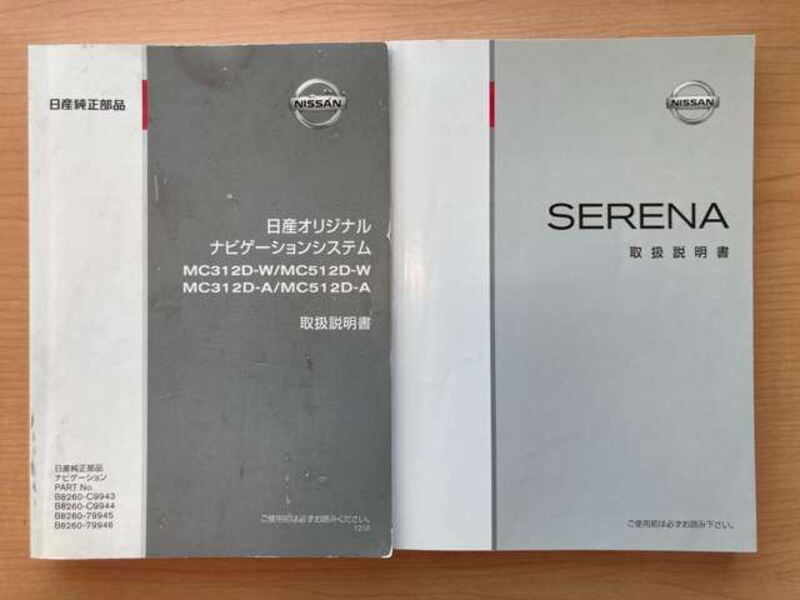 日産純正部品
NISSAN
日産オリジナル
ナビゲーションシステム
MC312D-W/MC512D-W
MC312D-A/MC512D-A
取扱説明書
日産純正部品
ナビゲーション
PART No.
B8260-C9943
B8260-C9944
B8260-79945
B8260-79946
ご使用前は必ずお読みください。
NISSAN
SERENA
取扱説明書
ご使用前は必ずお読み下さい。